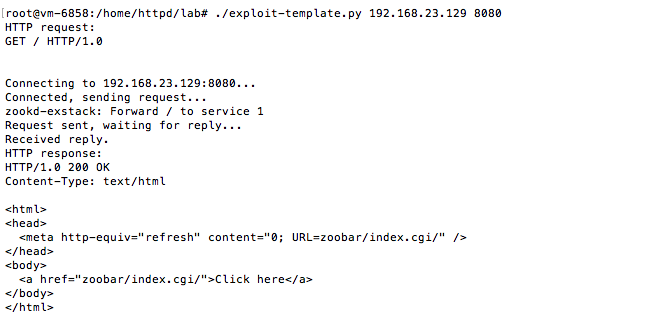 [root@vm-6858:/home/httpd/lab# ./exploit-template.py 192.168.23.129 8080
HTTP request:
GET / HTTP/1.0
Connecting to 192.168.23.129:8080...
Connected, sending request...
zookd-exstack: Forward / to service 1
Request sent, waiting for reply...
Received reply.
HTTP response:
HTTP/1.0 200 OK
Content-Type: text/html
<html>
<head>
  <meta http-equiv="refresh" content="0; URL=zoobar/index.cgi/" />
</head>
<body>
  <a href="zoobar/index.cgi/">Click here</a>
</body>
</html>